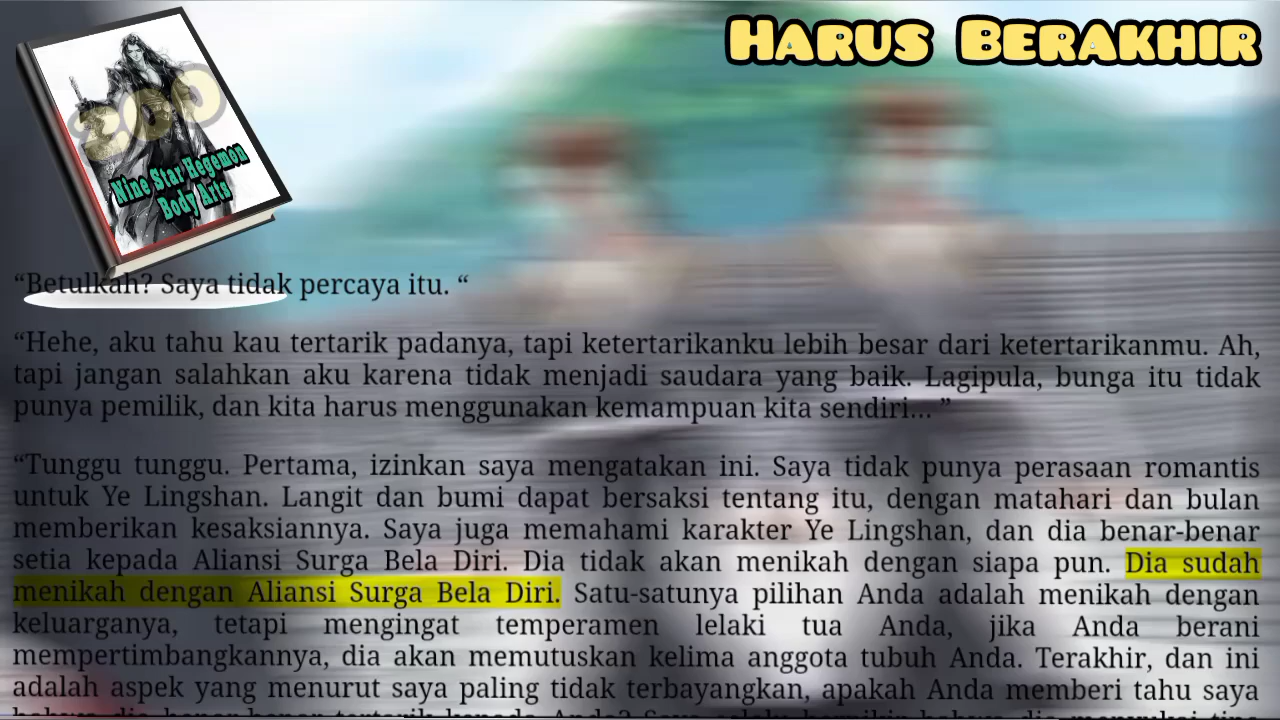 HARUS BERAKHIR
200
Nine Star Hegemon
Body Arts
“Betulkah? Saya tidak percaya itu. “
“Hehe, aku tahu kau tertarik padanya, tapi ketertarikanku lebih besar dari ketertarikanmu. Ah,
tapi jangan salahkan aku karena tidak menjadi saudara yang baik. Lagipula, bunga itu tidak
punya pemilik, dan kita harus menggunakan kemampuan kita sendiri… ”
“Tunggu tunggu. Pertama, izinkan saya mengatakan ini. Saya tidak punya perasaan romantis
untuk Ye Lingshan. Langit dan bumi dapat bersaksi tentang itu, dengan matahari dan bulan
memberikan kesaksiannya. Saya juga memahami karakter Ye Lingshan, dan dia benar-benar
setia kepada Aliansi Surga Bela Diri. Dia tidak akan menikah dengan siapa pun. Dia sudah
menikah dengan Aliansi Surga Bela Diri. Satu-satunya pilihan Anda adalah menikah dengan
keluarganya, tetapi mengingat temperamen lelaki tua Anda, jika Anda berani
mempertimbangkannya, dia akan memutuskan kelima anggota tubuh Anda. Terakhir, dan ini
adalah aspek yang menurut saya paling tidak terbayangkan, apakah Anda memberi tahu saya